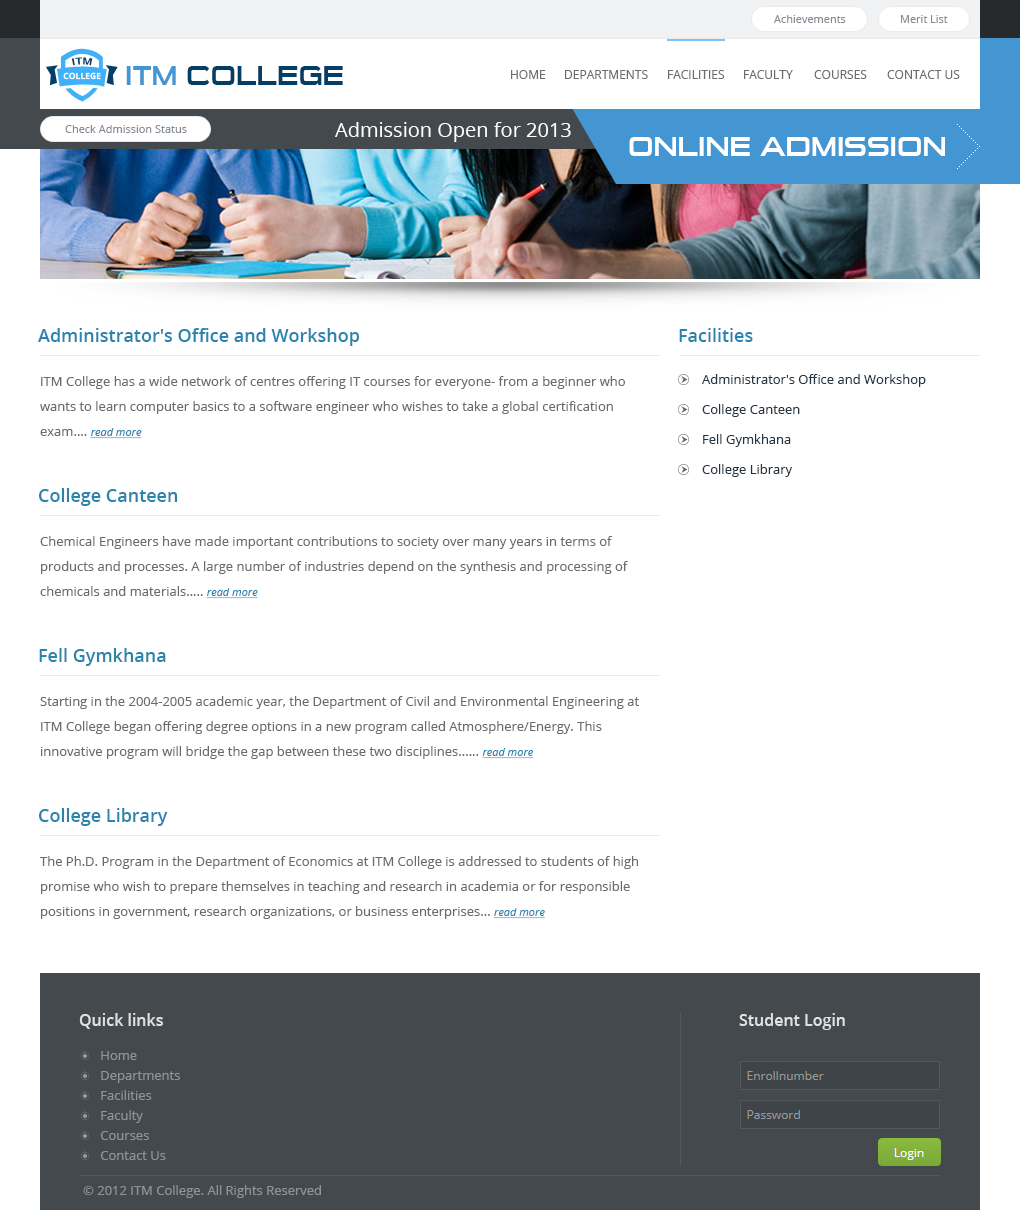 Achievements
Merit List
ITM
COLLEGE
ITM COLLEGE
HOME
DEPARTMENTS
FACILITIES
FACULTY
COURSES
CONTACT US
Check Admission Status
Admission Open for 2013
ONLINE ADMISSION
Administrator's Office and Workshop
ITM College has a wide network of centres offering IT courses for everyone- from a beginner who
wants to learn computer basics to a software engineer who wishes to take a global certification
exam.... read more
College Canteen
Chemical Engineers have made important contributions to society over many years in terms of
products and processes. A large number of industries depend on the synthesis and processing of
chemicals and materials..... read more
Fell Gymkhana
Starting in the 2004-2005 academic year, the Department of Civil and Environmental Engineering at
ITM College began offering degree options in a new program called Atmosphere/Energy. This
innovative program will bridge the gap between these two disciplines...... read more
College Library
The Ph.D. Program in the Department of Economics at ITM College is addressed to students of high
promise who wish to prepare themselves in teaching and research in academia or for responsible
positions in government, research organizations, or business enterprises... read more
Facilities
Administrator's Office and Workshop
College Canteen
Fell Gymkhana
College Library
Quick links
Home
Departments
Facilities
Faculty
Courses
Contact Us
Student Login
Enrollnumber
Password
Login
© 2012 ITM College. All Rights Reserved